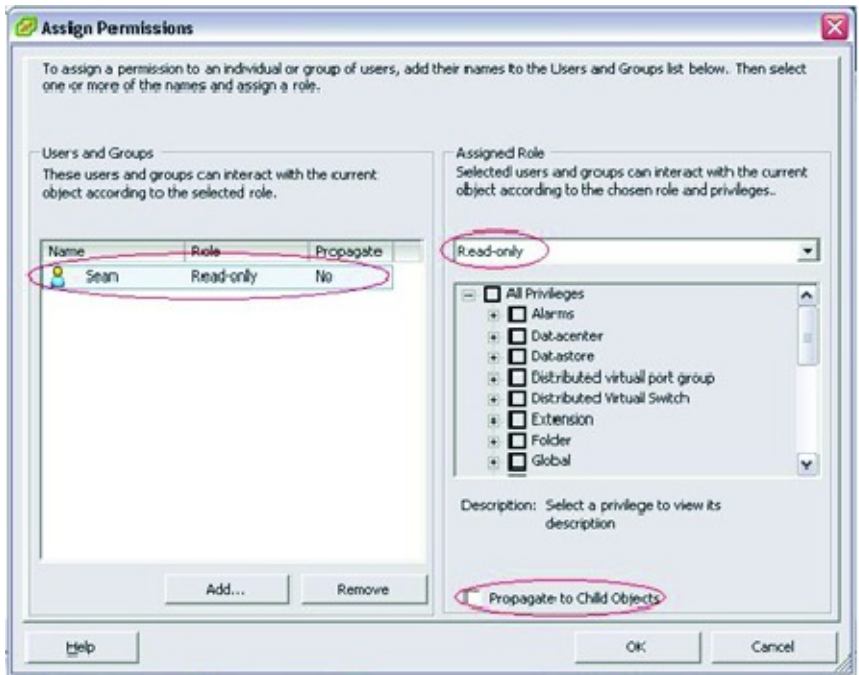 Assign Permissions
To assign a permission to an individual or group of users, add their names to the Users and Groups list below. Then select
one or more of the names and assign a role.
Users and Groups
These users and groups can interact with the current
object according to the selected role.
Name Role Propagate
Sean Read-only No
Add... Remove
Assigned Role
Selected users and groups can interact with the current
object according to the chosen role and privileges..
Read-only
All Privileges
Alarms
Datacenter
Datastore
Distributed virtual port group
Distributed Virtual Switch
Extension
Folder
Global
Description: Select a privilege to view its
description
Propagate to Child Objects
Help OK Cancel